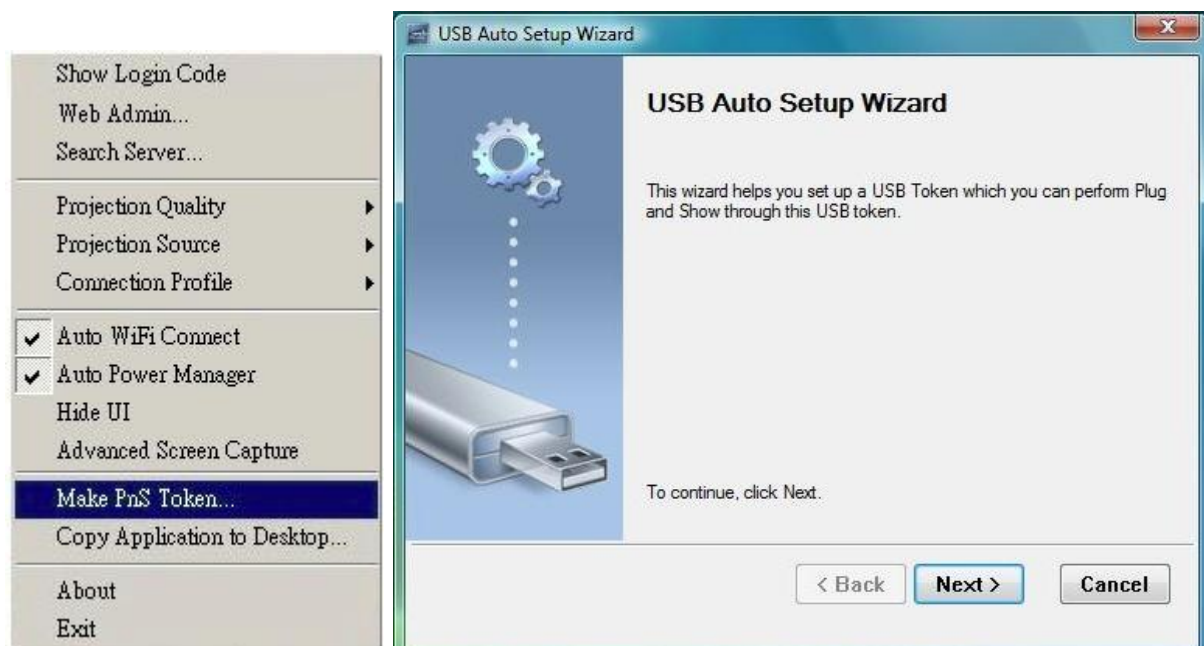 Show Login Code
Web Admin...
Search Server...
Projection Quality
Projection Source
Connection Profile
Auto WiFi Connect
Auto Power Manager
Hide UI
Advanced Screen Capture
Make PnS Token...
Copy Application to Desktop...
About
Exit
USB Auto Setup Wizard
USB Auto Setup Wizard
This wizard helps you set up a USB Token which you can perform Plug
and Show through this USB token.
To continue, click Next.
< Back Next > Cancel